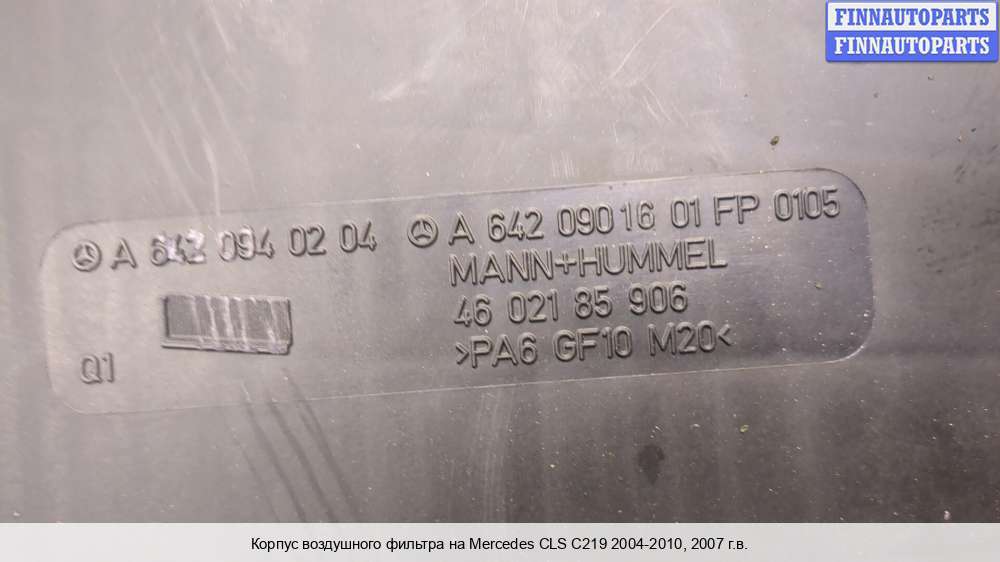 FINNAUTOPARTS
FINNAUTOPARTS
A 642 094 02 04
A 642 090 16 01 FP 0105
MANN+HUMMEL
46 021 85 906
>PA6 GF10 M20<
Q1
Корпус воздушного фильтра на Mercedes CLS C219 2004-2010, 2007 г.в.